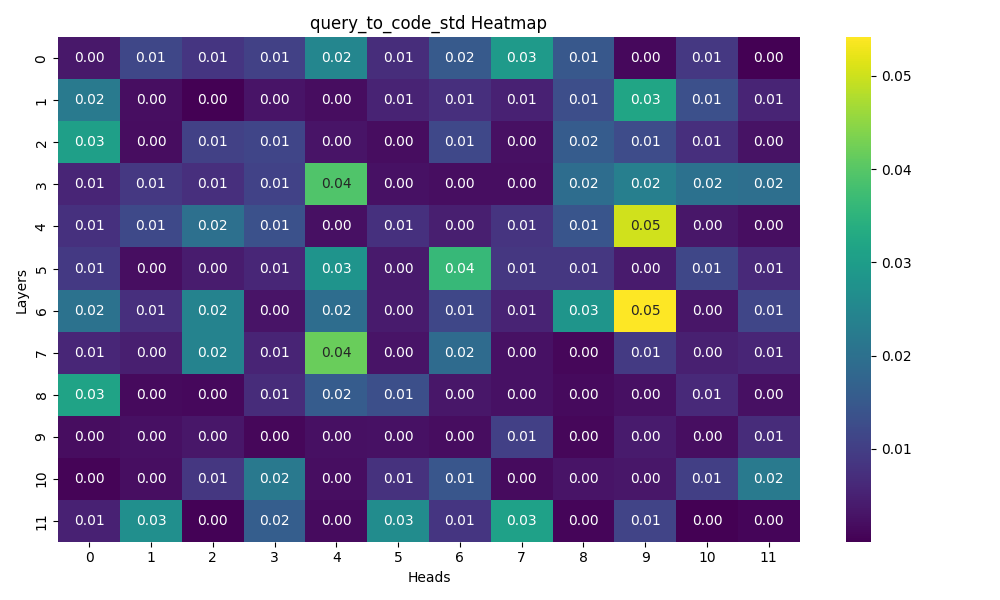 query_to_code_std Heatmap
0 0.00 0.01 0.01 0.01 0.02 0.01 0.02 0.03 0.01 0.00 0.01 0.00
1 0.02 0.00 0.00 0.00 0.00 0.01 0.01 0.01 0.01 0.03 0.01 0.01
2 0.03 0.00 0.01 0.01 0.00 0.00 0.01 0.00 0.02 0.01 0.01 0.00
3 0.01 0.01 0.01 0.01 0.04 0.00 0.00 0.00 0.02 0.02 0.02 0.02
4 0.01 0.01 0.02 0.01 0.00 0.01 0.00 0.01 0.01 0.05 0.00 0.00
5 0.01 0.00 0.00 0.01 0.03 0.00 0.04 0.01 0.01 0.00 0.01 0.01
6 0.02 0.01 0.02 0.00 0.02 0.00 0.01 0.01 0.03 0.05 0.00 0.01
7 0.01 0.00 0.02 0.01 0.04 0.00 0.02 0.00 0.00 0.01 0.00 0.01
8 0.03 0.00 0.00 0.01 0.02 0.01 0.00 0.00 0.00 0.00 0.01 0.00
9 0.00 0.00 0.00 0.00 0.00 0.00 0.00 0.01 0.00 0.00 0.00 0.01
10 0.00 0.00 0.01 0.02 0.00 0.01 0.01 0.00 0.00 0.00 0.01 0.02
11 0.01 0.03 0.00 0.02 0.00 0.03 0.01 0.03 0.00 0.01 0.00 0.00
0 1 2 3 4 5 6 7 8 9 10 11
Heads
Layers
0.05
0.04
0.03
0.02
0.01